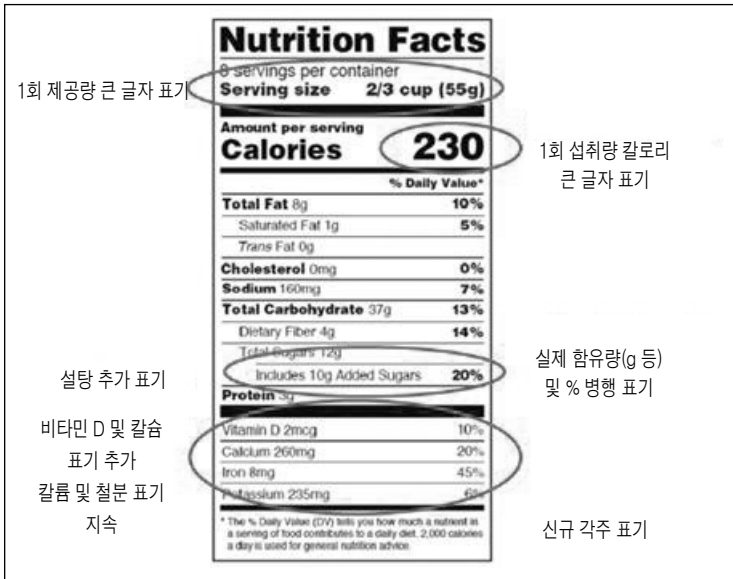 Nutrition Facts
8 servings per container
Serving size 2/3 cup (55g)
1회 제공량 큰 글자 표기
Amount per serving
Calories 230
1회 섭취량 칼로리
큰 글자 표기
% Daily Value*
Total Fat 8g 10%
Saturated Fat 1g 5%
Trans Fat 0g
Cholesterol 0mg 0%
Sodium 160mg 7%
Total Carbohydrate 37g 13%
Dietary Fiber 4g 14%
Total Sugars 12g
Includes 10g Added Sugars 20%
설탕 추가 표기
실제 함유량(g 등)
및 % 병행 표기
Protein 3g
비타민 D 및 칼슘
표기 추가
칼륨 및 철분 표기
지속
Vitamin D 2mcg 10%
Calcium 260mg 20%
Iron 8mg 45%
Potassium 235mg 6%
* The % Daily Value (DV) tells you how much a nutrient in
a serving of food contributes to a daily diet. 2,000 calories
a day is used for general nutrition advice.
신규 각주 표기